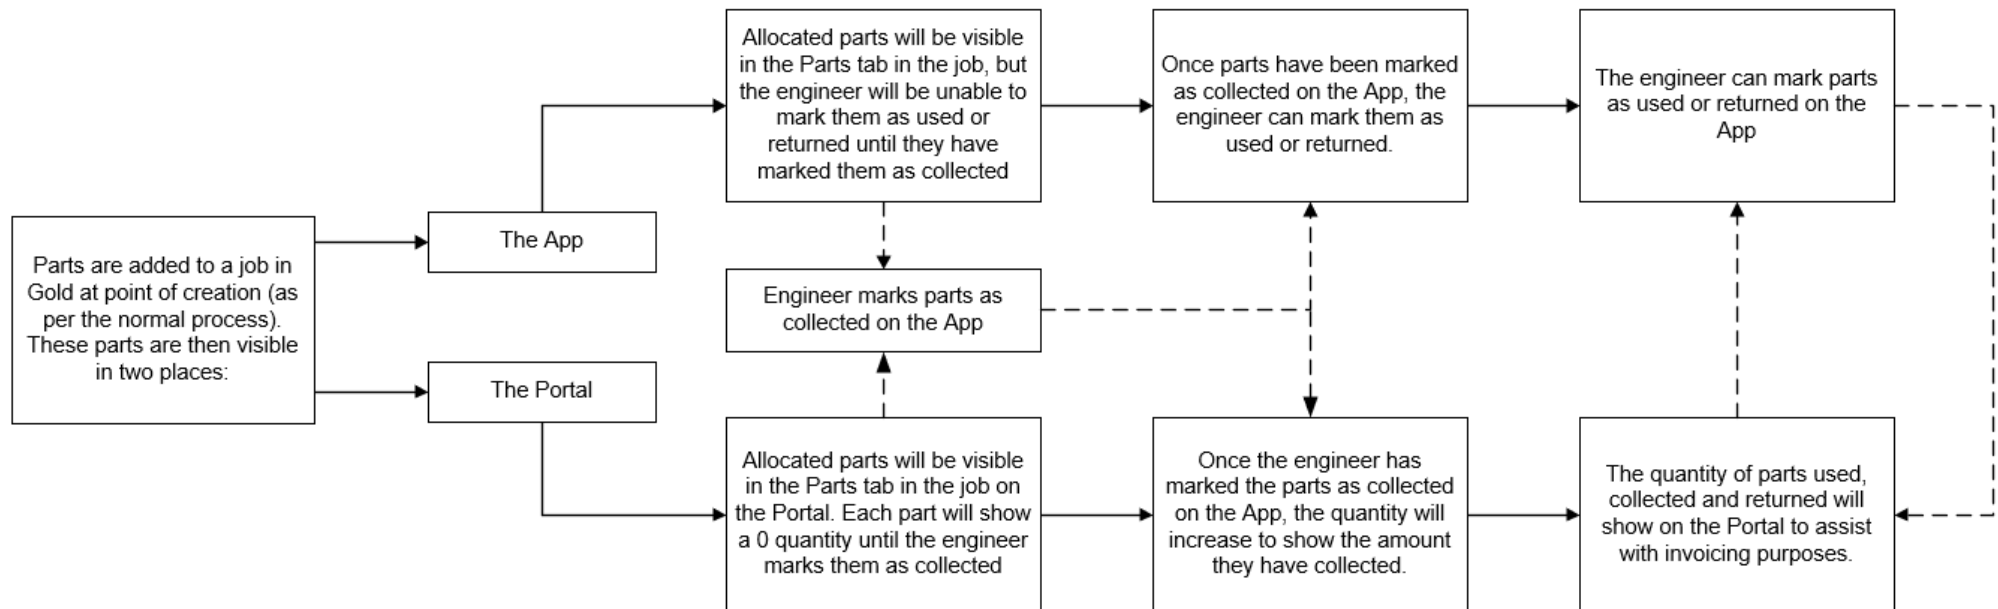 Parts are added to a job in
Gold at point of creation (as
per the normal process).
These parts are then visible
in two places:
The App
The Portal
Allocated parts will be visible
in the Parts tab in the job, but
the engineer will be unable to
mark them as used or
returned until they have
marked them as collected
Engineer marks parts as
collected on the App
Allocated parts will be visible
in the Parts tab in the job on
the Portal. Each part will show
a 0 quantity until the engineer
marks them as collected
Once parts have been marked
as collected on the App, the
engineer can mark them as
used or returned.
Once the engineer has
marked the parts as collected
on the App, the quantity will
increase to show the amount
they have collected.
The engineer can mark parts
as used or returned on the
App
The quantity of parts used,
collected and returned will
show on the Portal to assist
with invoicing purposes.